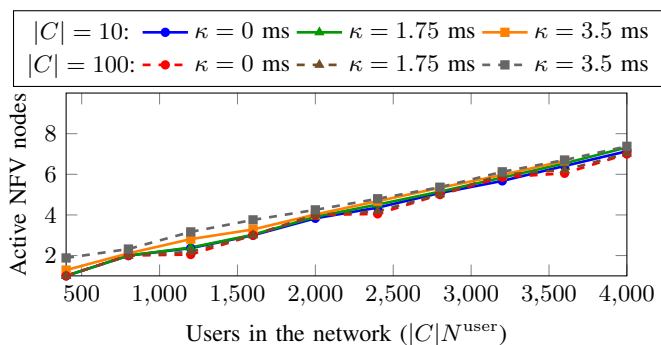 |C| = 10: κ = 0 ms κ = 1.75 ms κ = 3.5 ms
|C| = 100: κ = 0 ms κ = 1.75 ms κ = 3.5 ms
Active NFV nodes
8
6
4
2
500 1,000 1,500 2,000 2,500 3,000 3,500 4,000
Users in the network (|C|N^user)